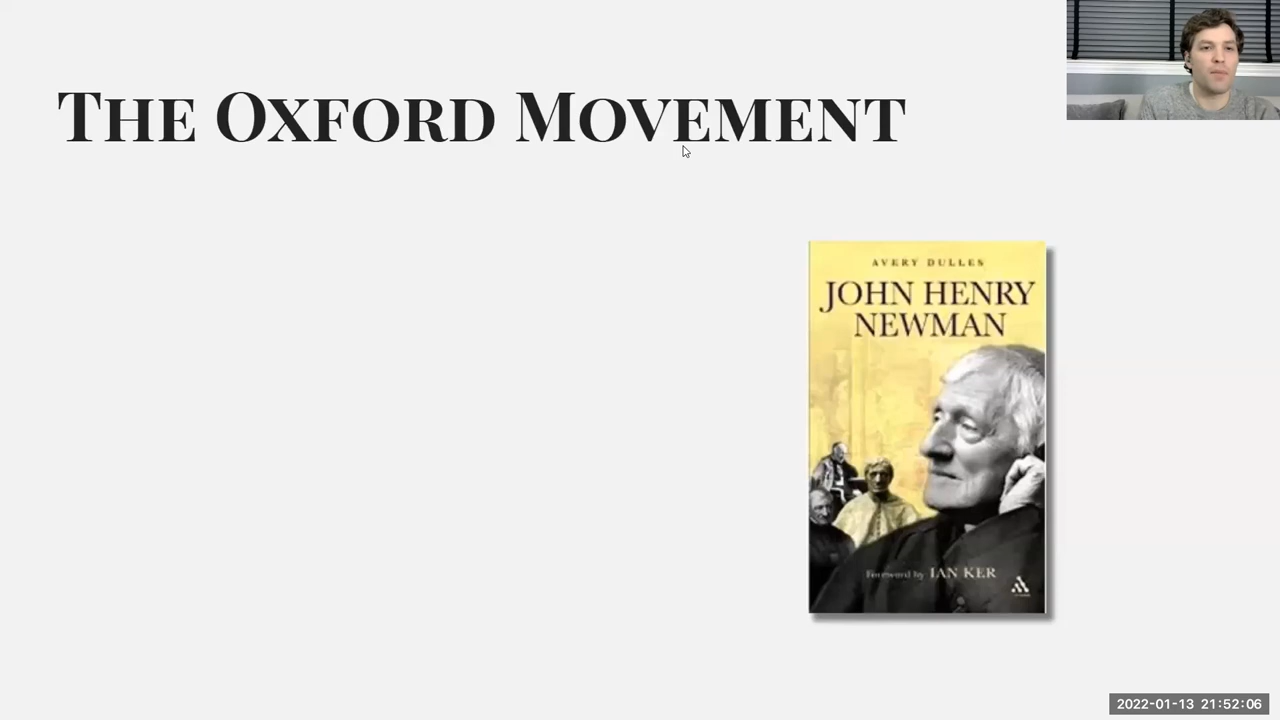 The Oxford Movement
AVERY DULLES
JOHN HENRY
NEWMAN
Foreword by IAN KER
2022-01-13 21:52:06